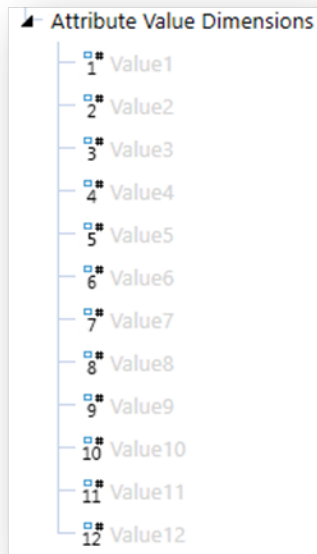 Attribute Value Dimensions
# 1 Value1
# 2 Value2
# 3 Value3
# 4 Value4
# 5 Value5
# 6 Value6
# 7 Value7
# 8 Value8
# 9 Value9
# 10 Value10
# 11 Value11
# 12 Value12